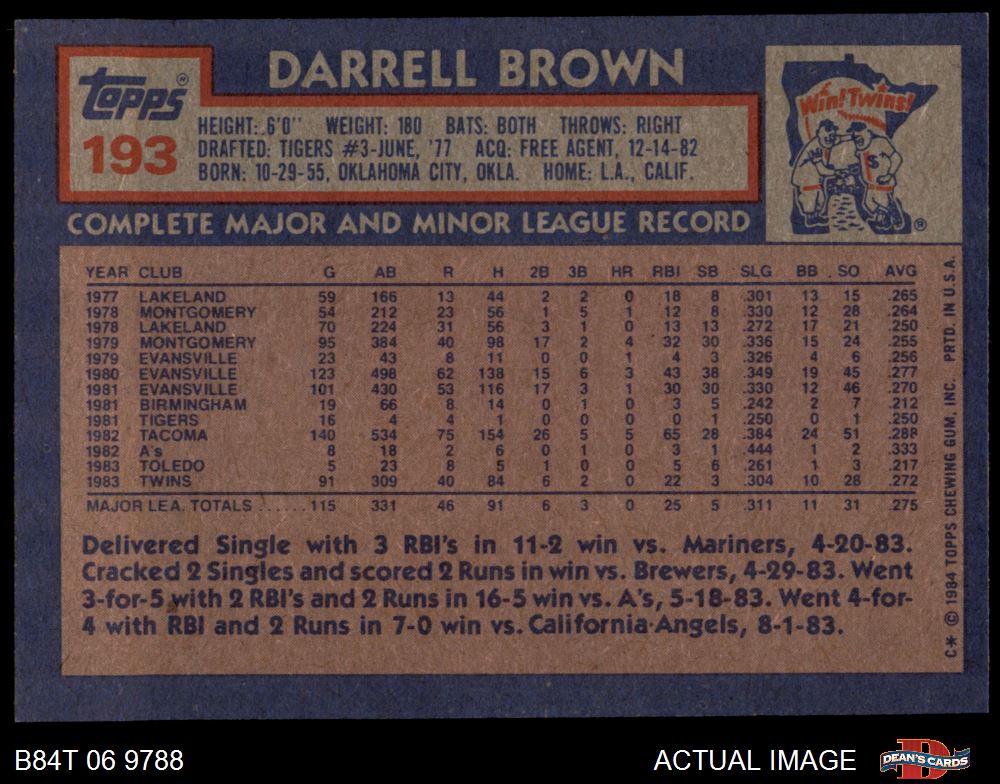 DARRELL BROWN
Topps®
193
HEIGHT: 6'0" WEIGHT: 180 BATS: BOTH THROWS: RIGHT
DRAFTED: TIGERS #3-JUNE, '77 ACQ: FREE AGENT, 12-14-82
BORN: 10-29-55, OKLAHOMA CITY, OKLA. HOME: L.A., CALIF.
Win! Twins!
®
COMPLETE MAJOR AND MINOR LEAGUE RECORD
YEAR CLUB G AB R H 2B 3B HR RBI SB SLG BB SO AVG
1977 LAKELAND 59 166 13 44 2 2 0 18 8 .301 13 15 .265
1978 MONTGOMERY 54 212 23 56 1 5 1 12 8 .330 12 28 .264
1978 LAKELAND 70 224 31 56 3 1 0 13 13 .272 17 21 .250
1979 MONTGOMERY 95 384 40 98 17 2 4 32 30 .336 15 24 .255
1979 EVANSVILLE 23 43 8 11 0 0 1 4 3 .326 4 6 .256
1980 EVANSVILLE 123 498 62 138 15 6 3 43 38 .349 19 45 .277
1981 EVANSVILLE 101 430 53 116 17 3 1 30 30 .330 12 46 .270
1981 BIRMINGHAM 19 66 8 14 0 1 0 3 5 .242 2 7 .212
1981 TIGERS 16 4 4 1 0 0 0 0 1 .250 0 1 .250
1982 TACOMA 140 534 75 154 26 5 5 65 28 .384 24 51 .288
1982 A's 8 18 2 6 0 1 0 3 1 .444 1 2 .333
1983 TOLEDO 5 23 8 5 1 0 0 5 6 .261 1 3 .217
1983 TWINS 91 309 40 84 6 2 0 22 3 .304 10 28 .272
MAJOR LEA. TOTALS ...... 115 331 46 91 6 3 0 25 5 .311 11 31 .275
Delivered Single with 3 RBI's in 11-2 win vs. Mariners, 4-20-83.
Cracked 2 Singles and scored 2 Runs in win vs. Brewers, 4-29-83. Went
3-for-5 with 2 RBI's and 2 Runs in 16-5 win vs. A's, 5-18-83. Went 4-for-
4 with RBI and 2 Runs in 7-0 win vs. California Angels, 8-1-83.
C* © 1984 TOPPS CHEWING GUM, INC. PRTD. IN U.S.A.
B84T 06 9788
ACTUAL IMAGE
DEAN'S CARDS